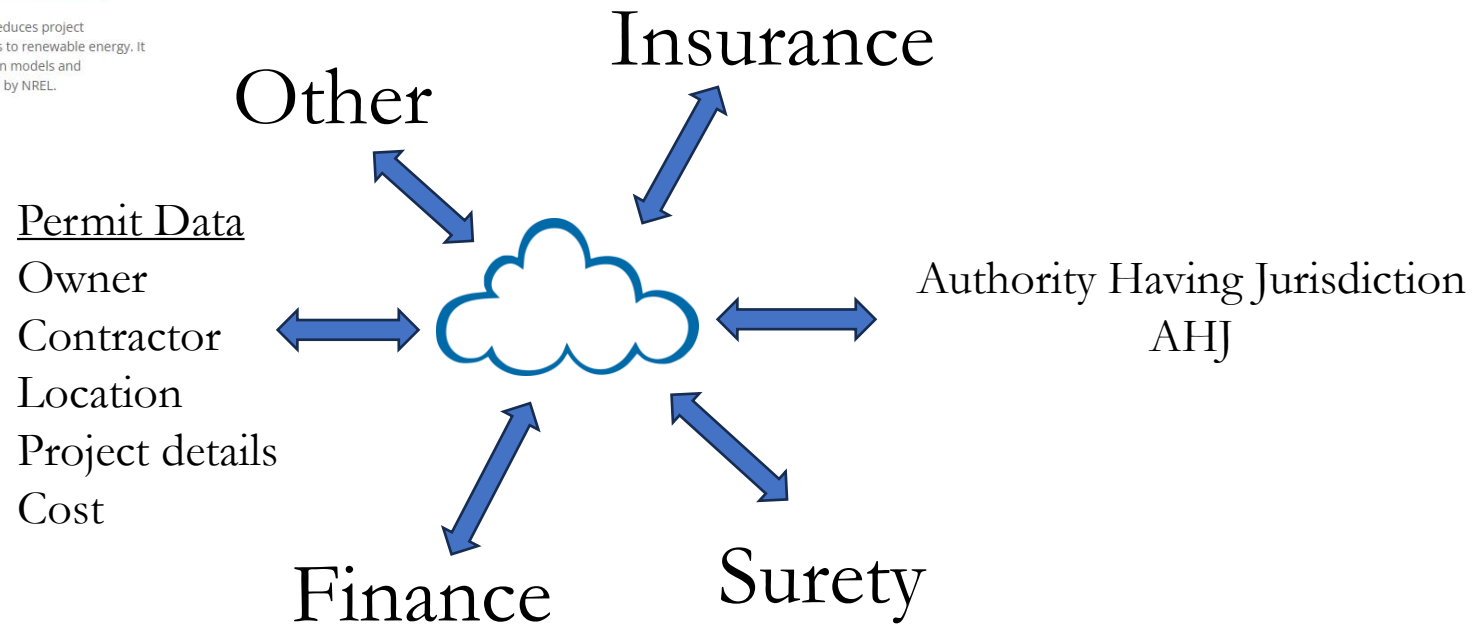 educes project
s to renewable energy. It
n models and
by NREL.
Insurance
Other
Permit Data
Owner
Contractor
Location
Project details
Cost
Authority Having Jurisdiction
AHJ
Finance
Surety